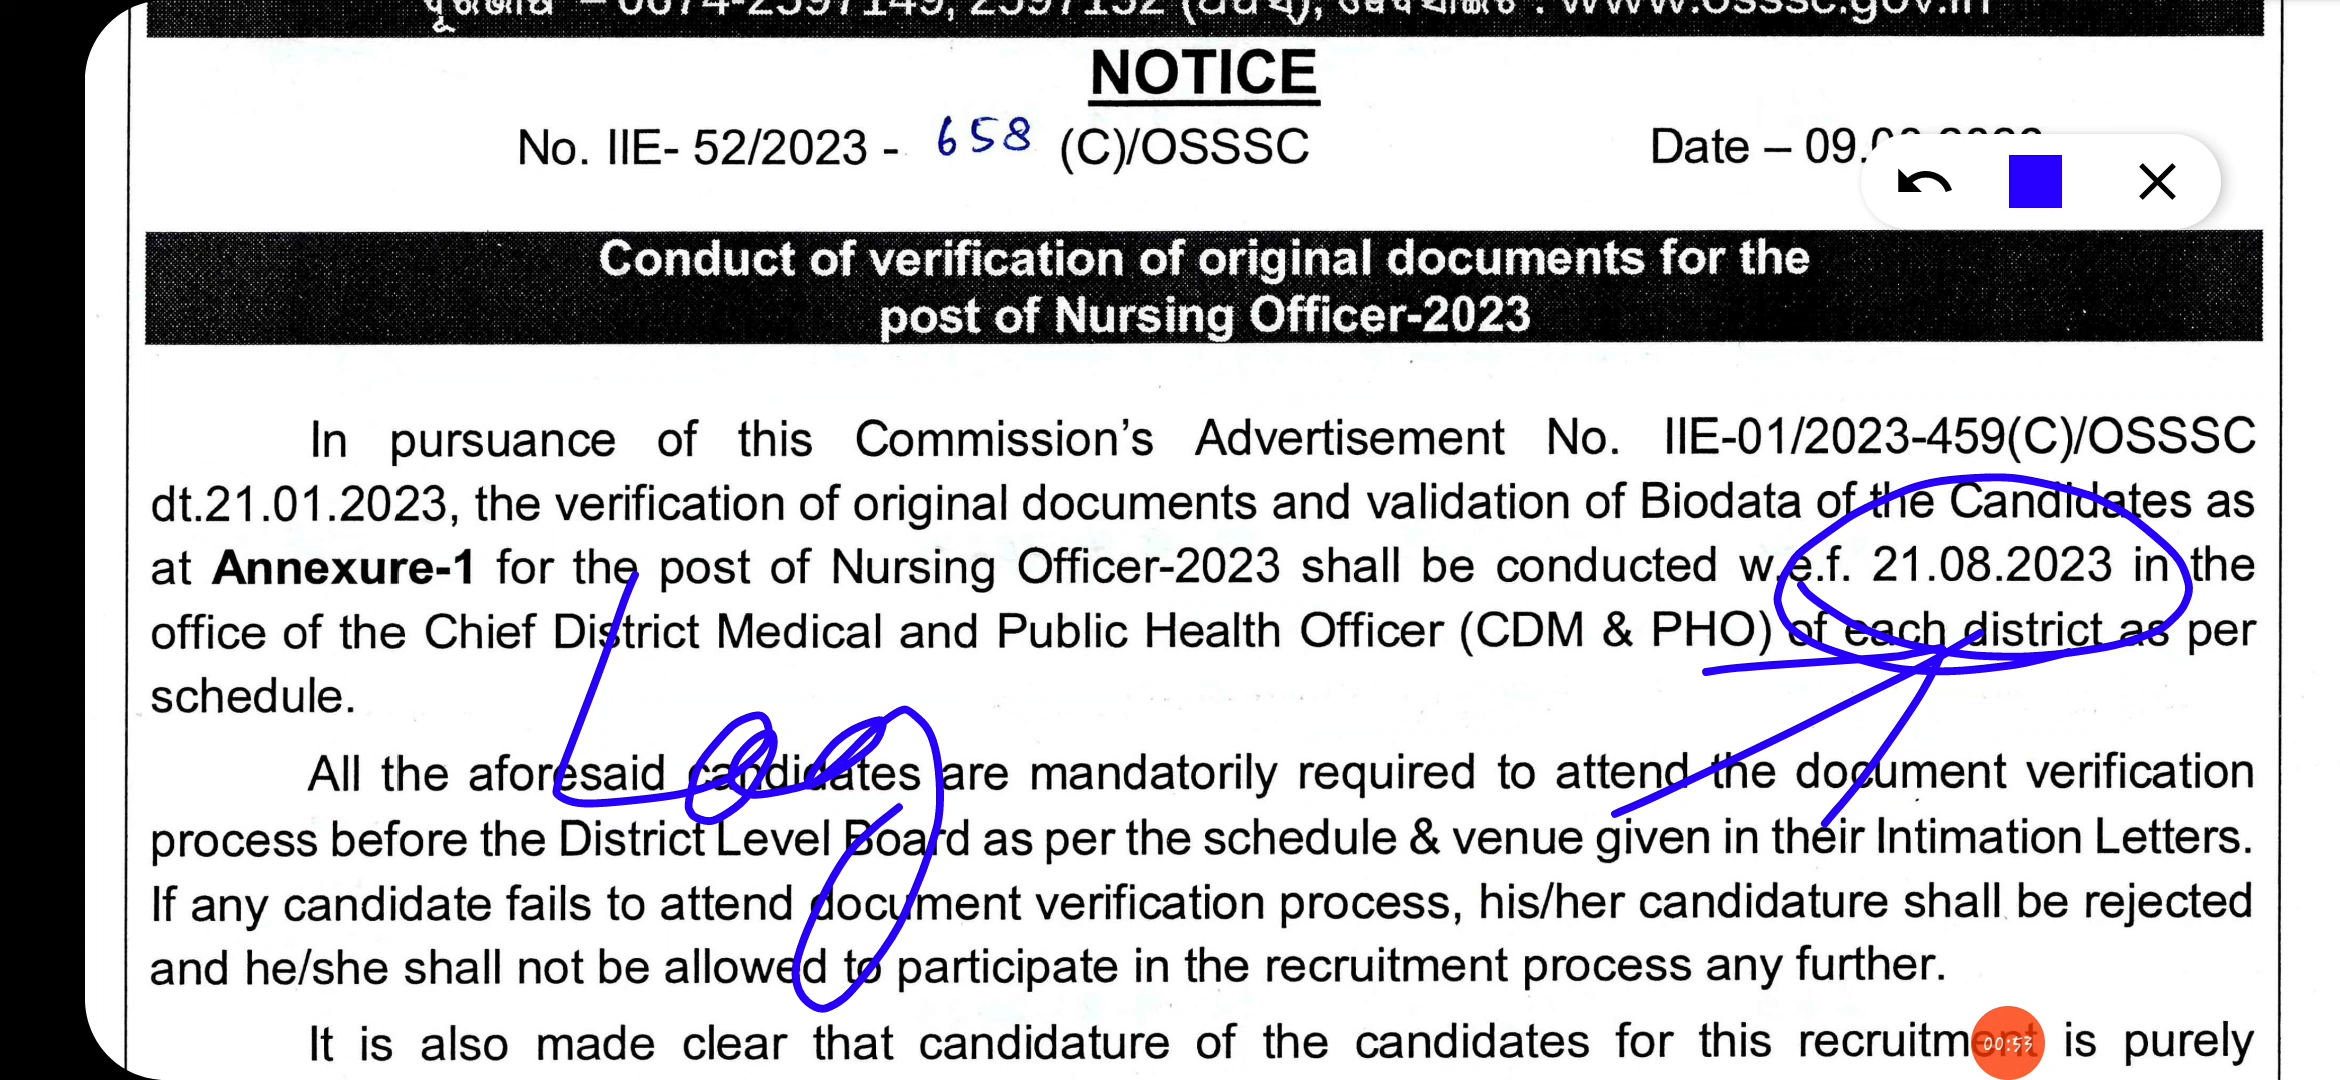 2597152 : www.osssc.gov.in
NOTICE
No. IIE- 52/2023 - 658 (C)/OSSSC
Date – 09.
Conduct of verification of original documents for the
post of Nursing Officer-2023
In pursuance of this Commission's Advertisement No. IIE-01/2023-459(C)/OSSSC
dt.21.01.2023, the verification of original documents and validation of Biodata of the Candidates as
at Annexure-1 for the post of Nursing Officer-2023 shall be conducted w.e.f. 21.08.2023 in the
office of the Chief District Medical and Public Health Officer (CDM & PHO) of each district as per
schedule.
All the aforesaid candidates are mandatorily required to attend the document verification
process before the District Level Board as per the schedule & venue given in their Intimation Letters.
If any candidate fails to attend document verification process, his/her candidature shall be rejected
and he/she shall not be allowed to participate in the recruitment process any further.
It is also made clear that candidature of the candidates for this recruitment is purely
00:53